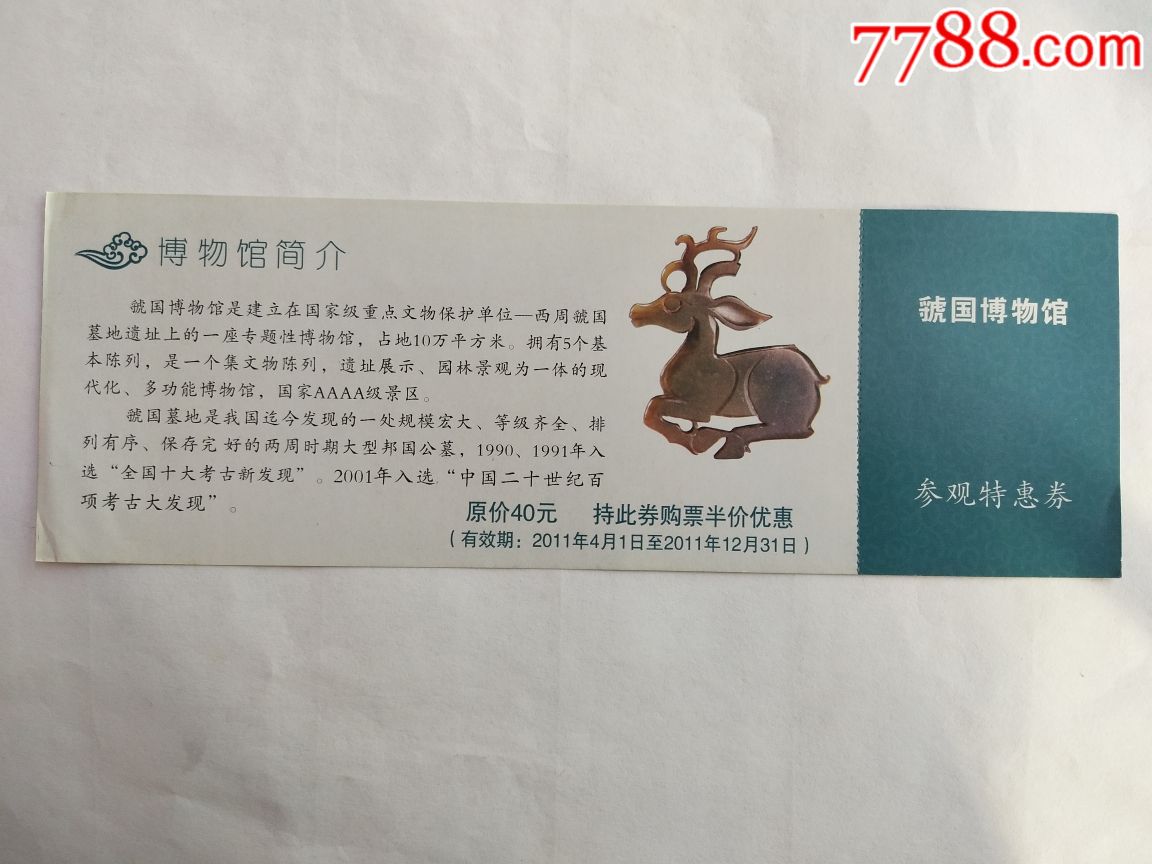 7788.com
博物馆简介
虢国博物馆是建立在国家级重点文物保护单位—西周虢国
墓地遗址上的一座专题性博物馆，占地10万平方米。拥有5个基
本陈列，是一个集文物陈列，遗址展示、园林景观为一体的现
代化、多功能博物馆，国家AAAA级景区。
虢国墓地是我国迄今发现的一处规模宏大、等级齐全、排
列有序、保存完 好的两周时期大型邦国公墓，1990、1991年入
选“全国十大考古新发现”。2001年入选“中国二十世纪百
项考古大发现”。
原价40元 持此券购票半价优惠
（有效期：2011年4月1日至2011年12月31日）
虢国博物馆
参观特惠券